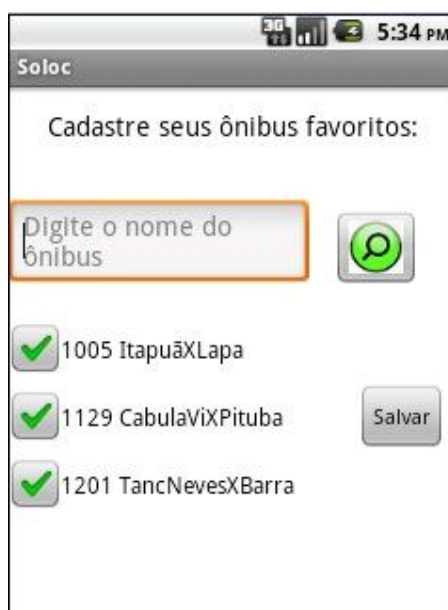 3G 5:34 PM
Soloc
Cadastre seus ônibus favoritos:
Digite o nome do
ônibus
1005 ItapuãXLapa
1129 CabulaViXPituba
Salvar
1201 TancNevesXBarra